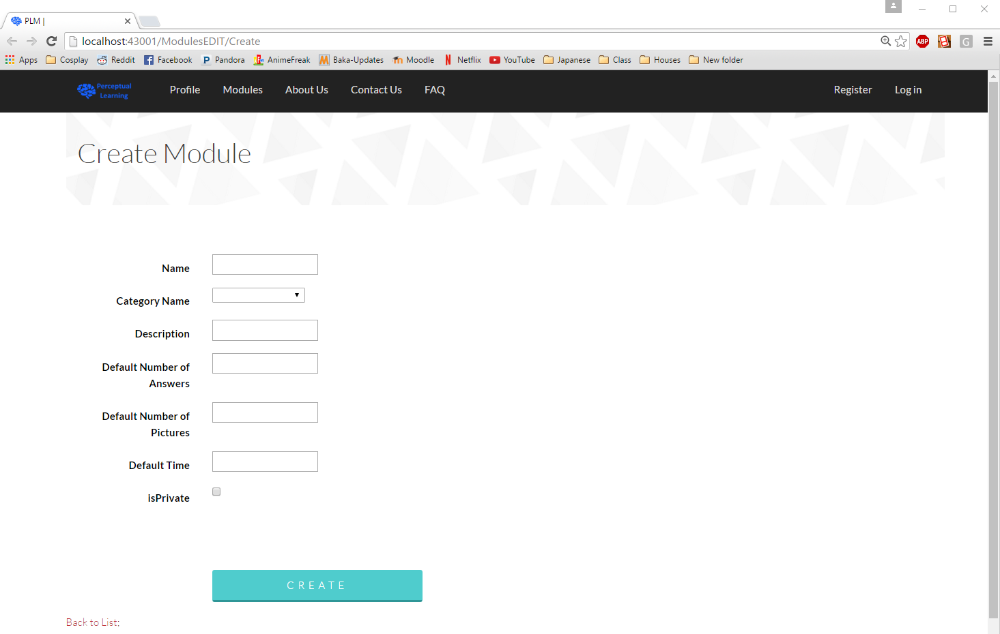 PLM |
localhost:43001/ModulesEDIT/Create
ABP
G
Apps Cosplay Reddit Facebook Pandora AnimeFreak Baka-Updates Moodle Netflix YouTube Japanese Class Houses New folder
Perceptual
Learning
Profile Modules About Us Contact Us FAQ Register Log in
Create Module
Name
Category Name
Description
Default Number of
Answers
Default Number of
Pictures
Default Time
isPrivate
CREATE
Back to List;